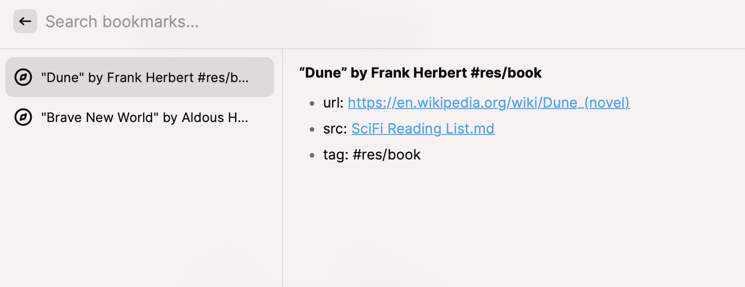 Search bookmarks...
"Dune" by Frank Herbert #res/b...
"Brave New World" by Aldous H...
“Dune” by Frank Herbert #res/book
url: https://en.wikipedia.org/wiki/Dune_(novel)
src: SciFi Reading List.md
tag: #res/book